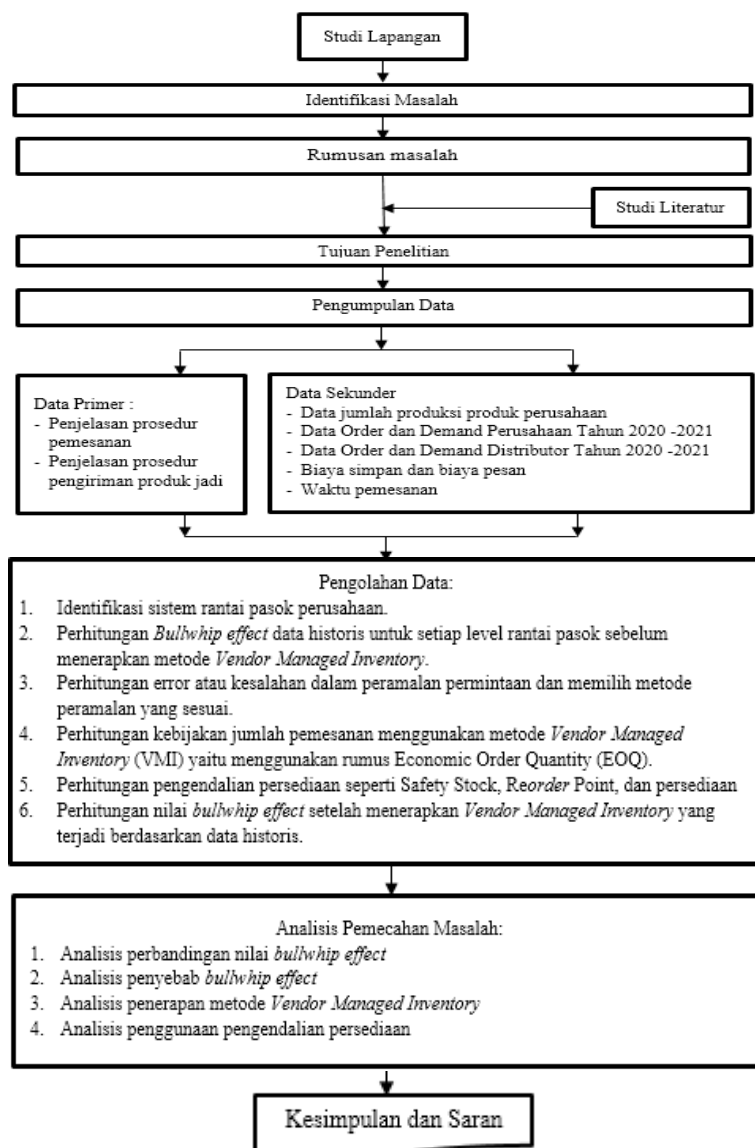 Studi Lapangan
Identifikasi Masalah
Rumusan masalah
Studi Literatur
Tujuan Penelitian
Pengumpulan Data
Data Primer :
- Penjelasan prosedur
pemesanan
- Penjelasan prosedur
pengiriman produk jadi
Data Sekunder
- Data jumlah produksi produk perusahaan
- Data Order dan Demand Perusahaan Tahun 2020 -2021
- Data Order dan Demand Distributor Tahun 2020 -2021
- Biaya simpan dan biaya pesan
- Waktu pemesanan
Pengolahan Data:
1. Identifikasi sistem rantai pasok perusahaan.
2. Perhitungan Bullwhip effect data historis untuk setiap level rantai pasok sebelum
menerapkan metode Vendor Managed Inventory.
3. Perhitungan error atau kesalahan dalam peramalan permintaan dan memilih metode
peramalan yang sesuai.
4. Perhitungan kebijakan jumlah pemesanan menggunakan metode Vendor Managed
Inventory (VMI) yaitu menggunakan rumus Economic Order Quantity (EOQ).
5. Perhitungan pengendalian persediaan seperti Safety Stock, Reorder Point, dan persediaan
6. Perhitungan nilai bullwhip effect setelah menerapkan Vendor Managed Inventory yang
terjadi berdasarkan data historis.
Analisis Pemecahan Masalah:
1. Analisis perbandingan nilai bullwhip effect
2. Analisis penyebab bullwhip effect
3. Analisis penerapan metode Vendor Managed Inventory
4. Analisis penggunaan pengendalian persediaan
Kesimpulan dan Saran